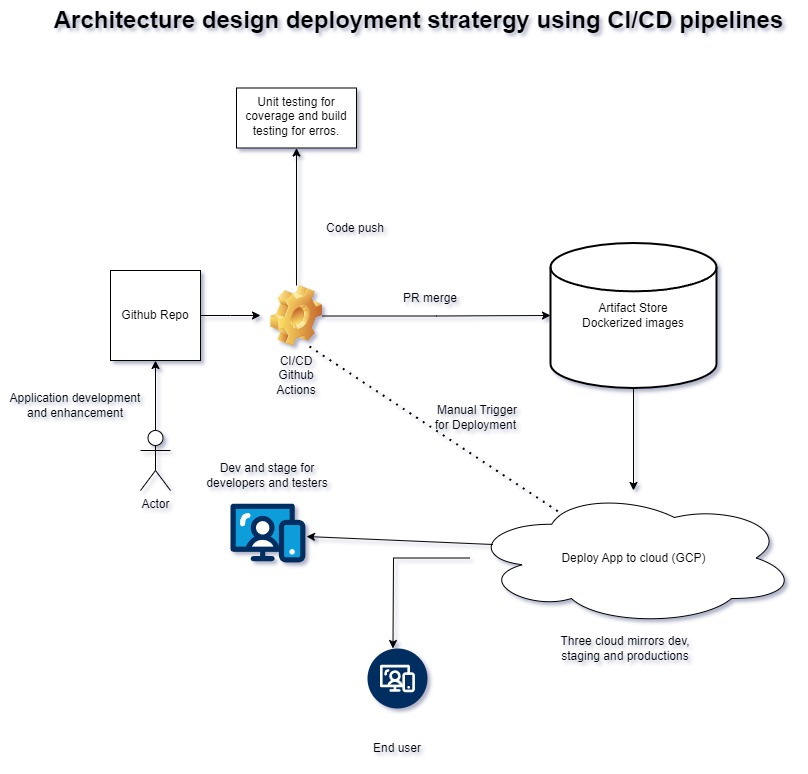 Architecture design deployment stratergy using CI/CD pipelines
Unit testing for
coverage and build
testing for erros.
Code push
Github Repo
PR merge
Artifact Store
Dockerized images
CI/CD
Github
Actions
Application development
and enhancement
Manual Trigger
for Deployment
Actor
Dev and stage for
developers and testers
Deploy App to cloud (GCP)
Three cloud mirrors dev,
staging and productions
End user